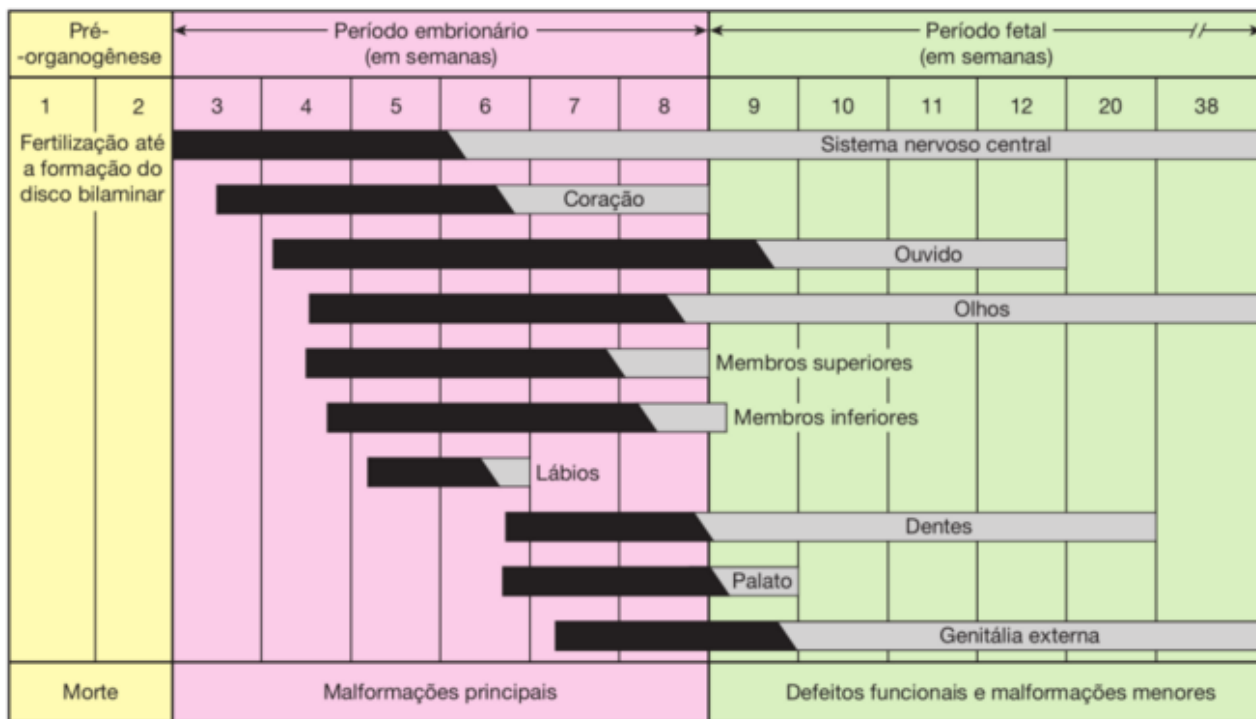 Pré-
-organogênese
Período embrionário
(em semanas)
Período fetal
(em semanas)
1 2 3 4 5 6 7 8 9 10 11 12 20 38
Fertilização até
a formação do
disco bilaminar
Sistema nervoso central
Coração
Ouvido
Olhos
Membros superiores
Membros inferiores
Lábios
Dentes
Palato
Genitália externa
Morte
Malformações principais
Defeitos funcionais e malformações menores